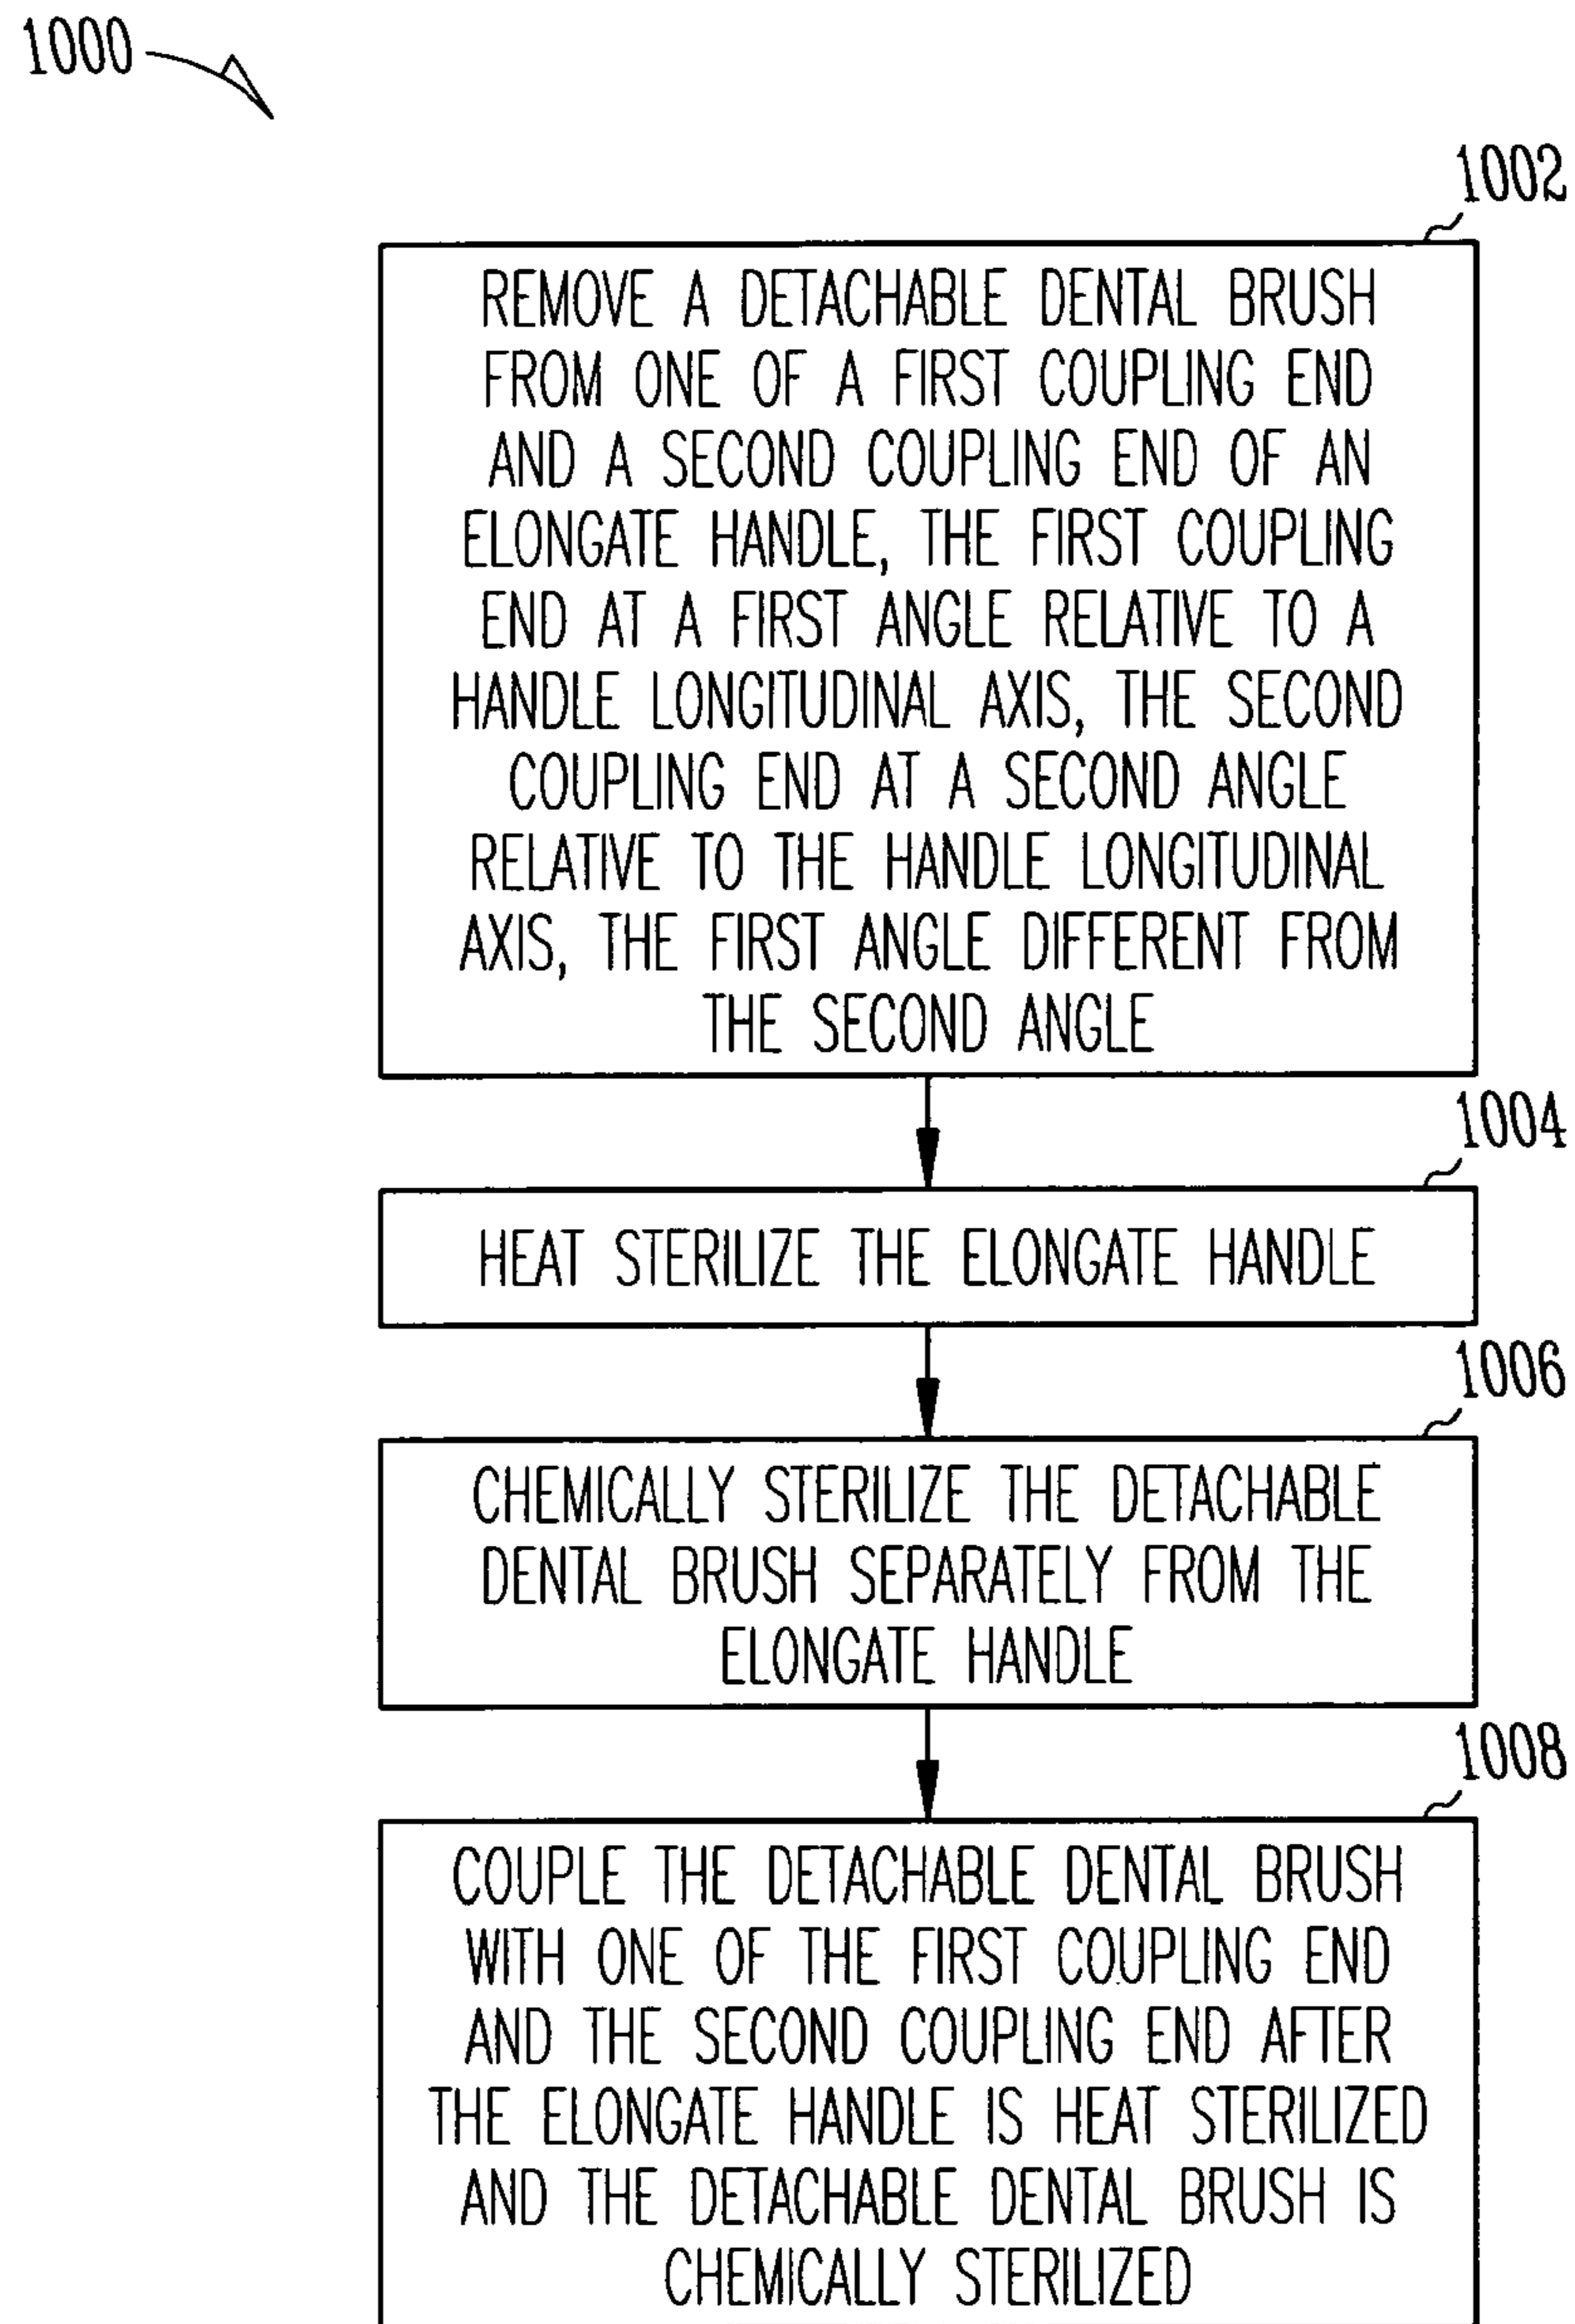 1000
1002
REMOVE A DETACHABLE DENTAL BRUSH
FROM ONE OF A FIRST COUPLING END
AND A SECOND COUPLING END OF AN
ELONGATE HANDLE, THE FIRST COUPLING
END AT A FIRST ANGLE RELATIVE TO A
HANDLE LONGITUDINAL AXIS, THE SECOND
COUPLING END AT A SECOND ANGLE
RELATIVE TO THE HANDLE LONGITUDINAL
AXIS, THE FIRST ANGLE DIFFERENT FROM
THE SECOND ANGLE
1004
HEAT STERILIZE THE ELONGATE HANDLE
1006
CHEMICALLY STERILIZE THE DETACHABLE
DENTAL BRUSH SEPARATELY FROM THE
ELONGATE HANDLE
1008
COUPLE THE DETACHABLE DENTAL BRUSH
WITH ONE OF THE FIRST COUPLING END
AND THE SECOND COUPLING END AFTER
THE ELONGATE HANDLE IS HEAT STERILIZED
AND THE DETACHABLE DENTAL BRUSH IS
CHEMICALLY STERILIZED